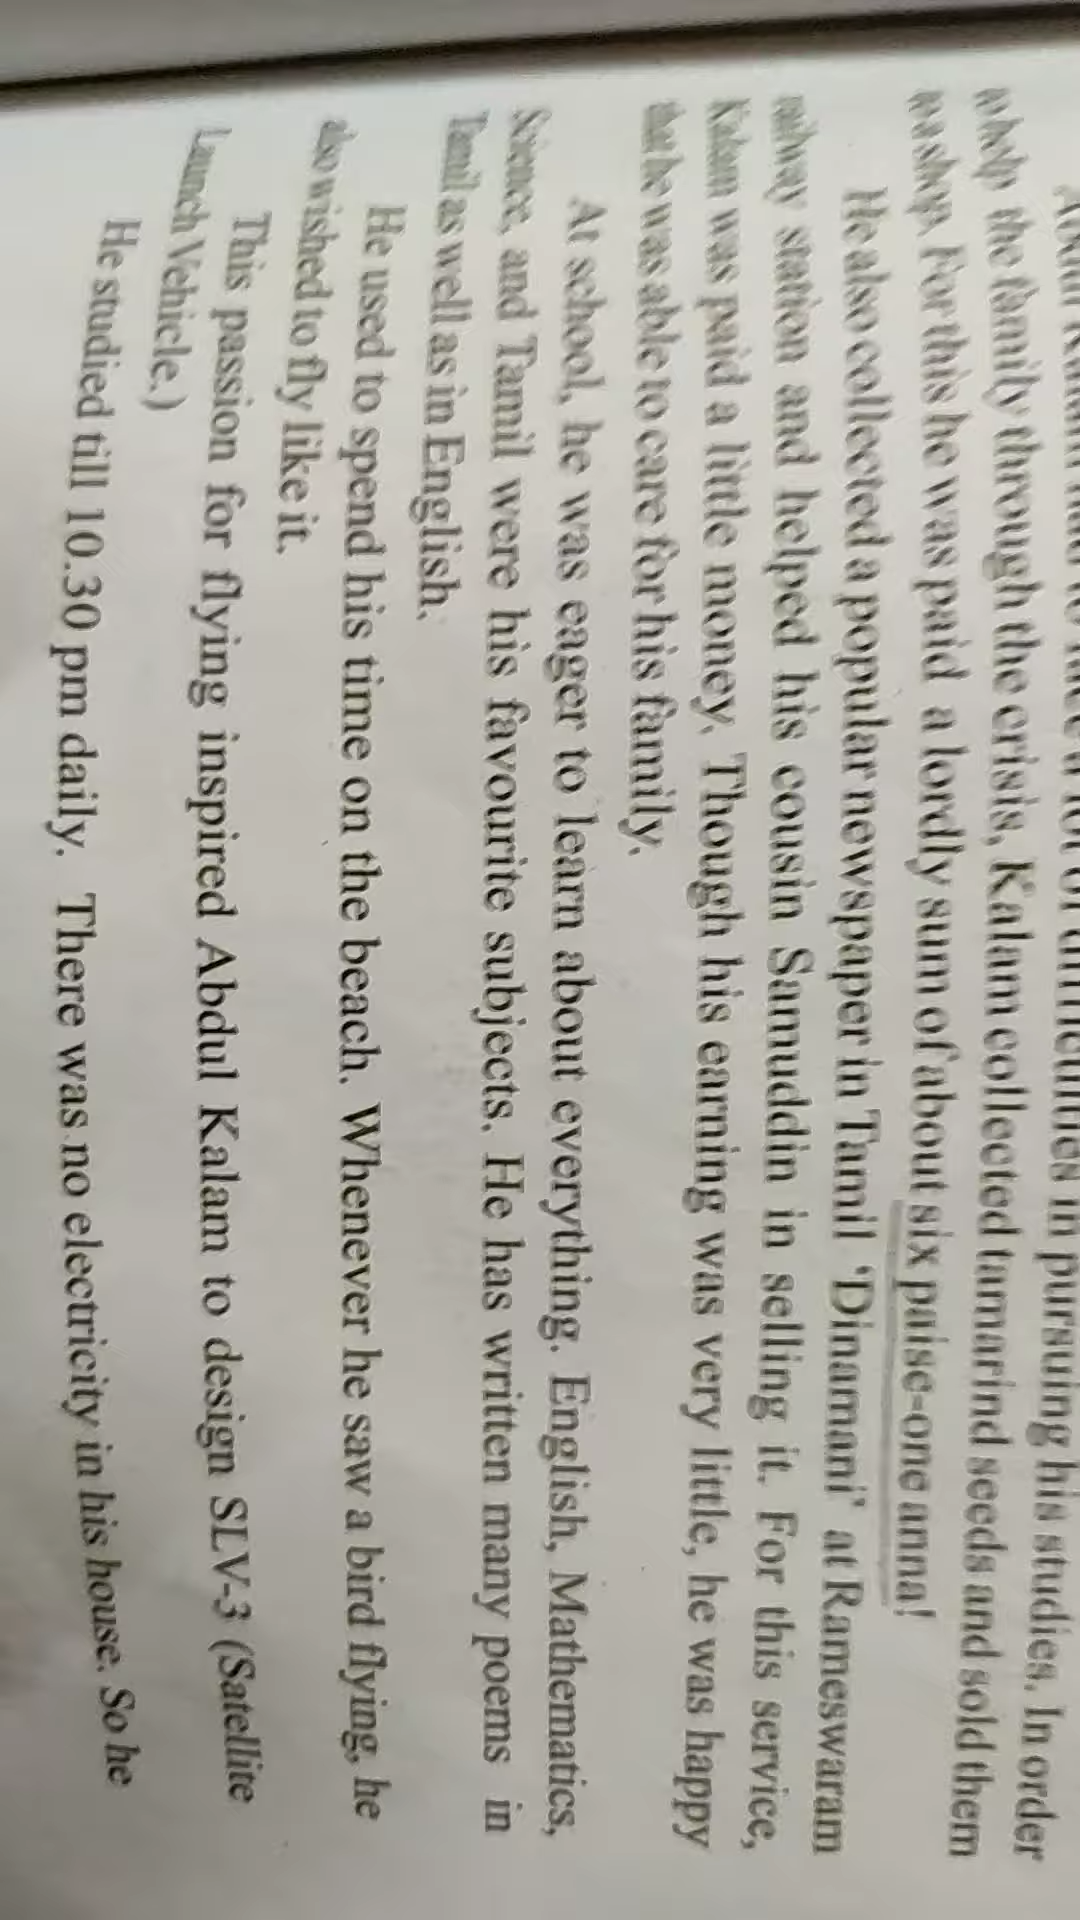 Abdul Kalam had to face a lot of difficulties in pursuing his studies. In order
to help the family through the crisis, Kalam collected tamarind seeds and sold them
to a shop. For this he was paid a lordly sum of about six paise-one anna!
He also collected a popular newspaper in Tamil 'Dinamani' at Rameswaram
railway station and helped his cousin Samuddin in selling it. For this service,
Kalam was paid a little money. Though his earning was very little, he was happy
that he was able to care for his family.
At school, he was eager to learn about everything. English, Mathematics,
Science, and Tamil were his favourite subjects. He has written many poems in
Tamil as well as in English.
He used to spend his time on the beach. Whenever he saw a bird flying, he
also wished to fly like it.
This passion for flying inspired Abdul Kalam to design SLV-3 (Satellite
Launch Vehicle.)
He studied till 10.30 pm daily. There was no electricity in his house. So he